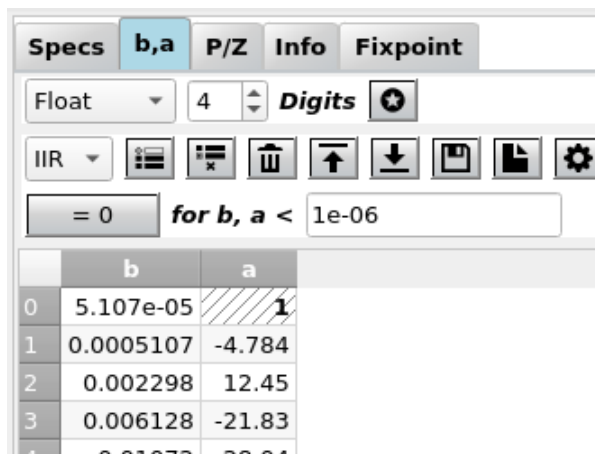 Specs b,a P/Z Info Fixpoint
Float 4 Digits
IIR
= 0 for b, a < 1e-06
b a
0 5.107e-05 1
1 0.0005107 -4.784
2 0.002298 12.45
3 0.006128 -21.83